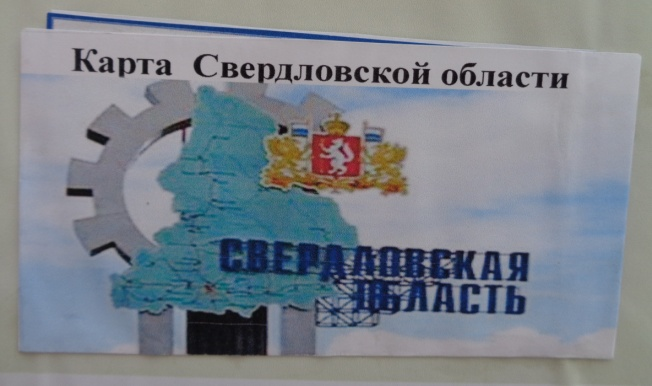 Карта Свердловской области
СВЕРДЛОВСКАЯ
ОБЛАСТЬ